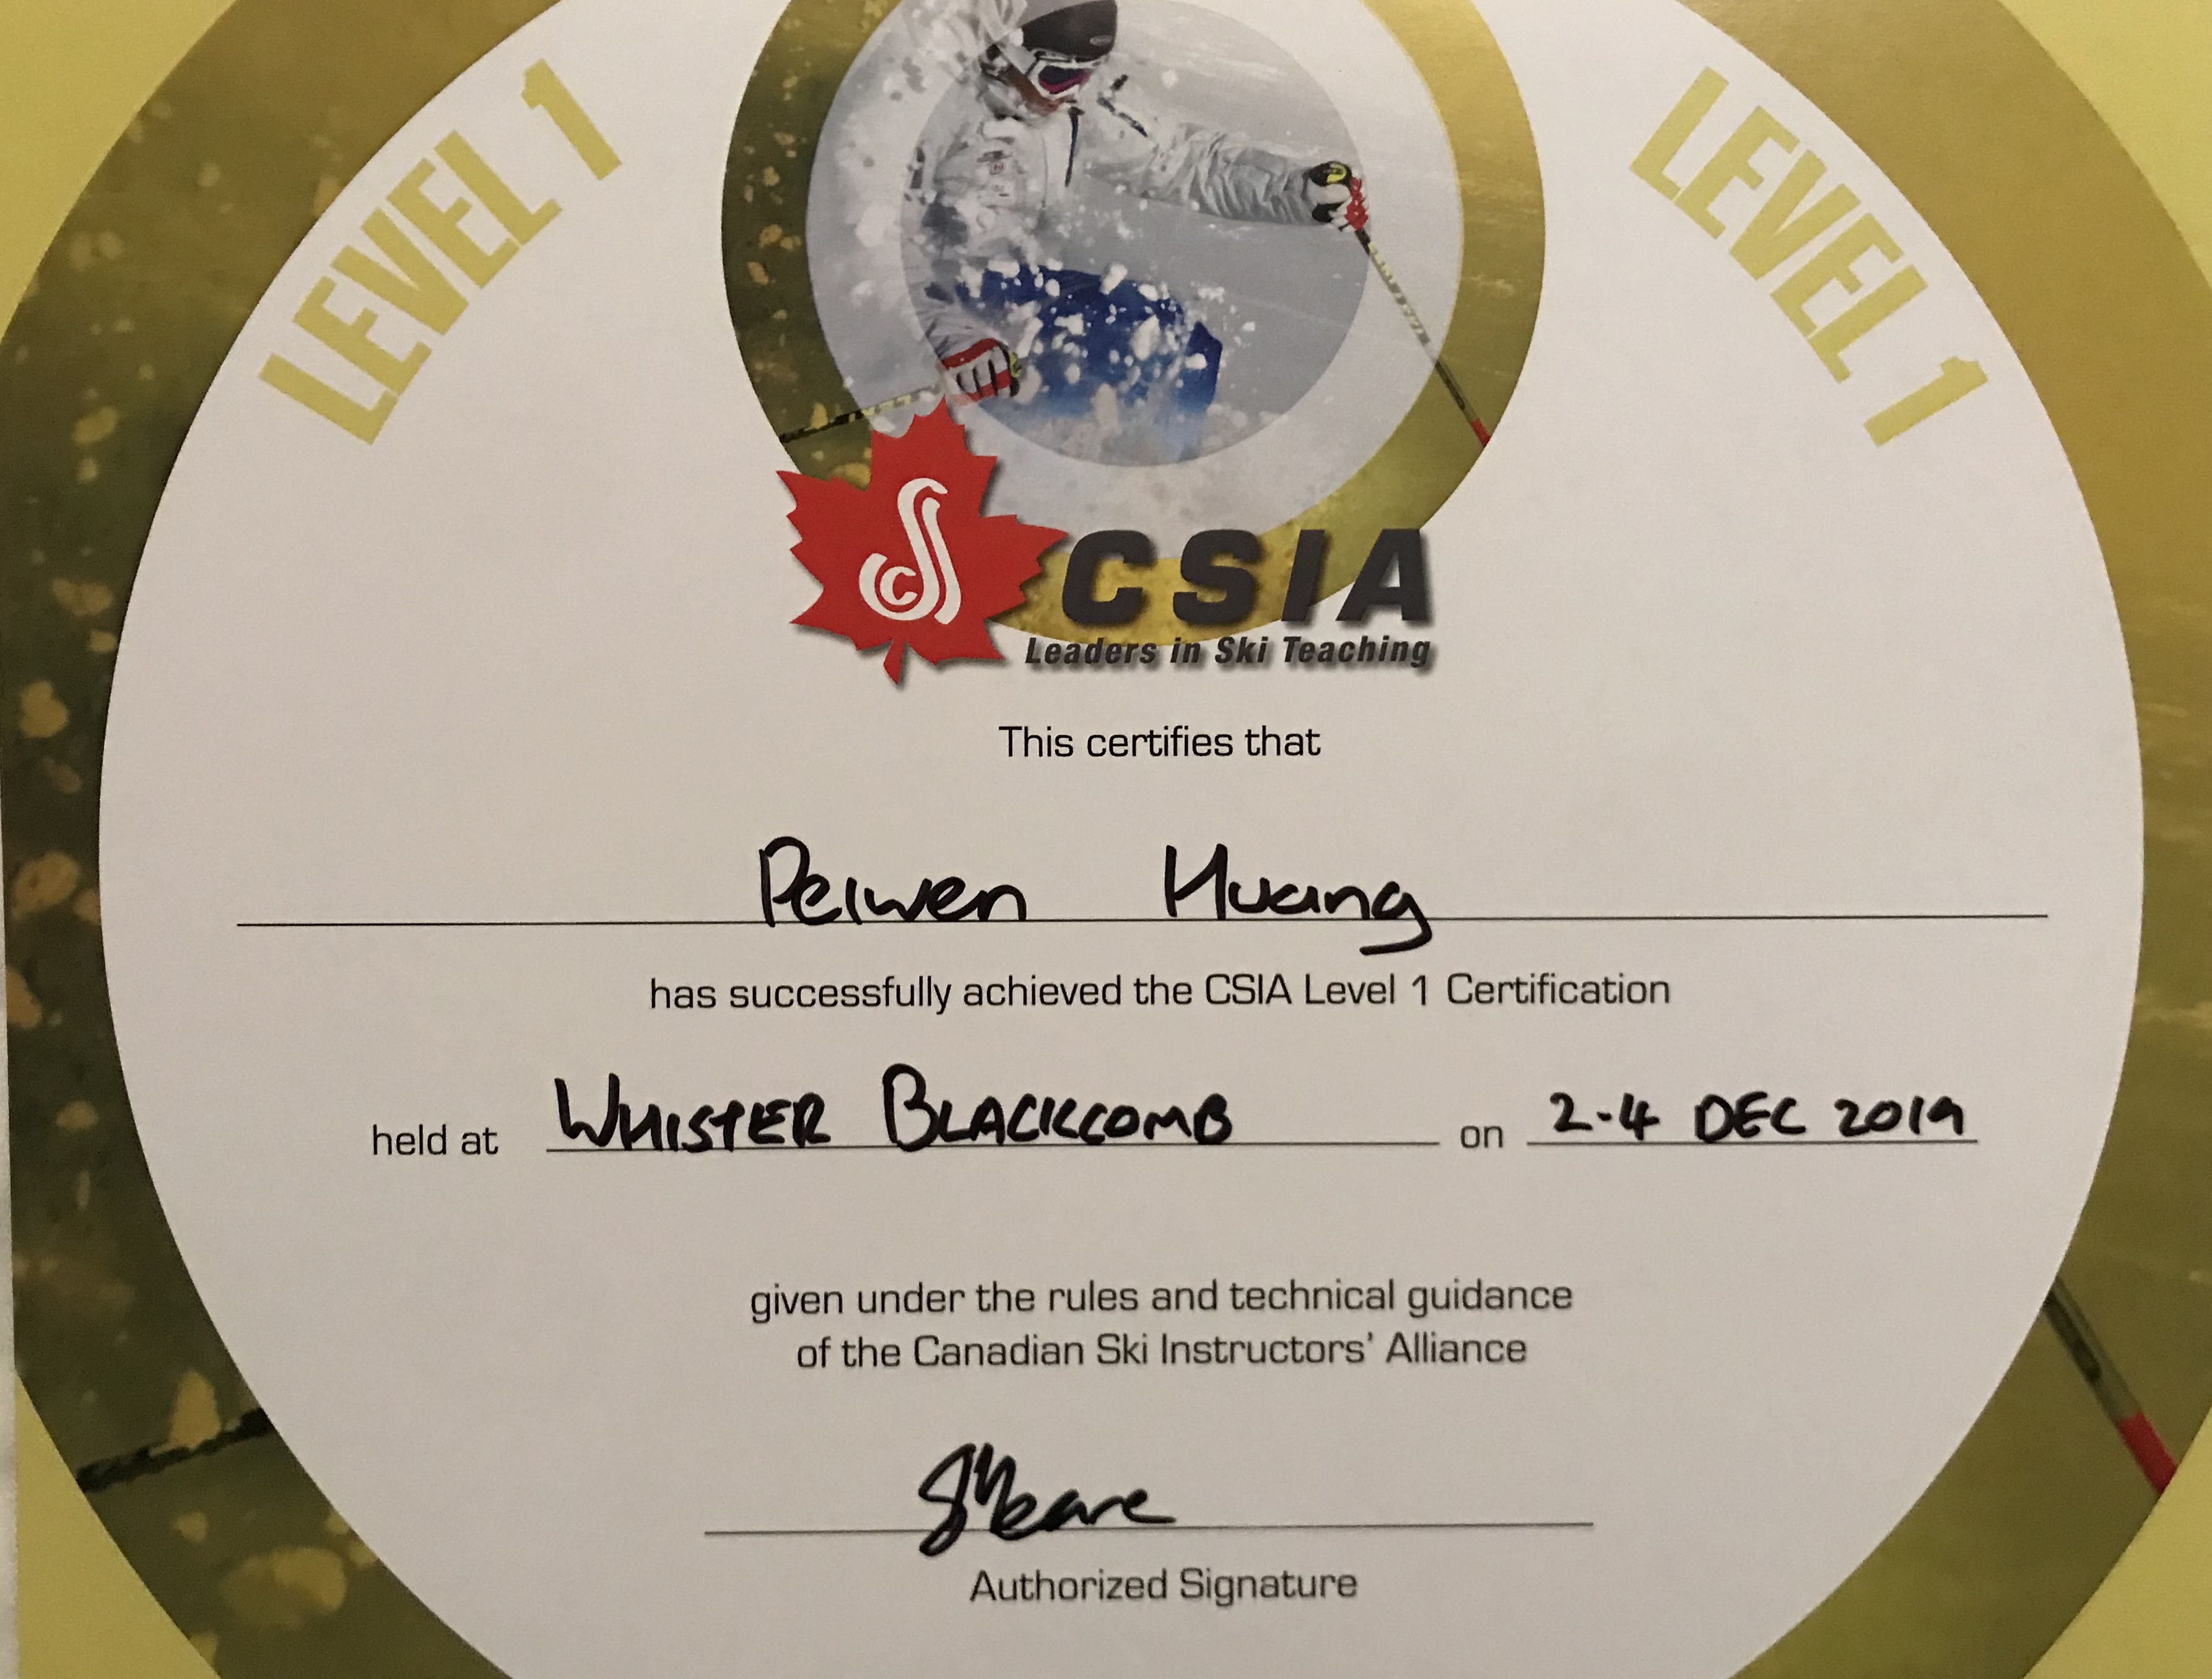 LEVEL 1
LEVEL 1
CSIA
Leaders in Ski Teaching
This certifies that
Peiwen Huang
has successfully achieved the CSIA Level 1 Certification
held at WHISTER BLACKCOMB on 2-4 DEC 2019
given under the rules and technical guidance
of the Canadian Ski Instructors' Alliance
Authorized Signature